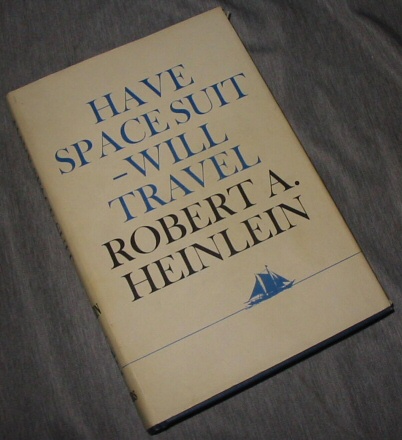 HAVE
SPACE SUIT
-WILL
TRAVEL
ROBERT A.
HEINLEIN